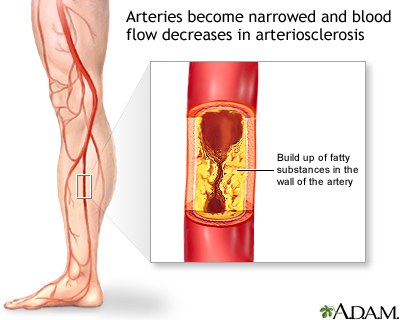 Arteries become narrowed and blood
flow decreases in arteriosclerosis
Build up of fatty
substances in the
wall of the artery
A.D.A.M.